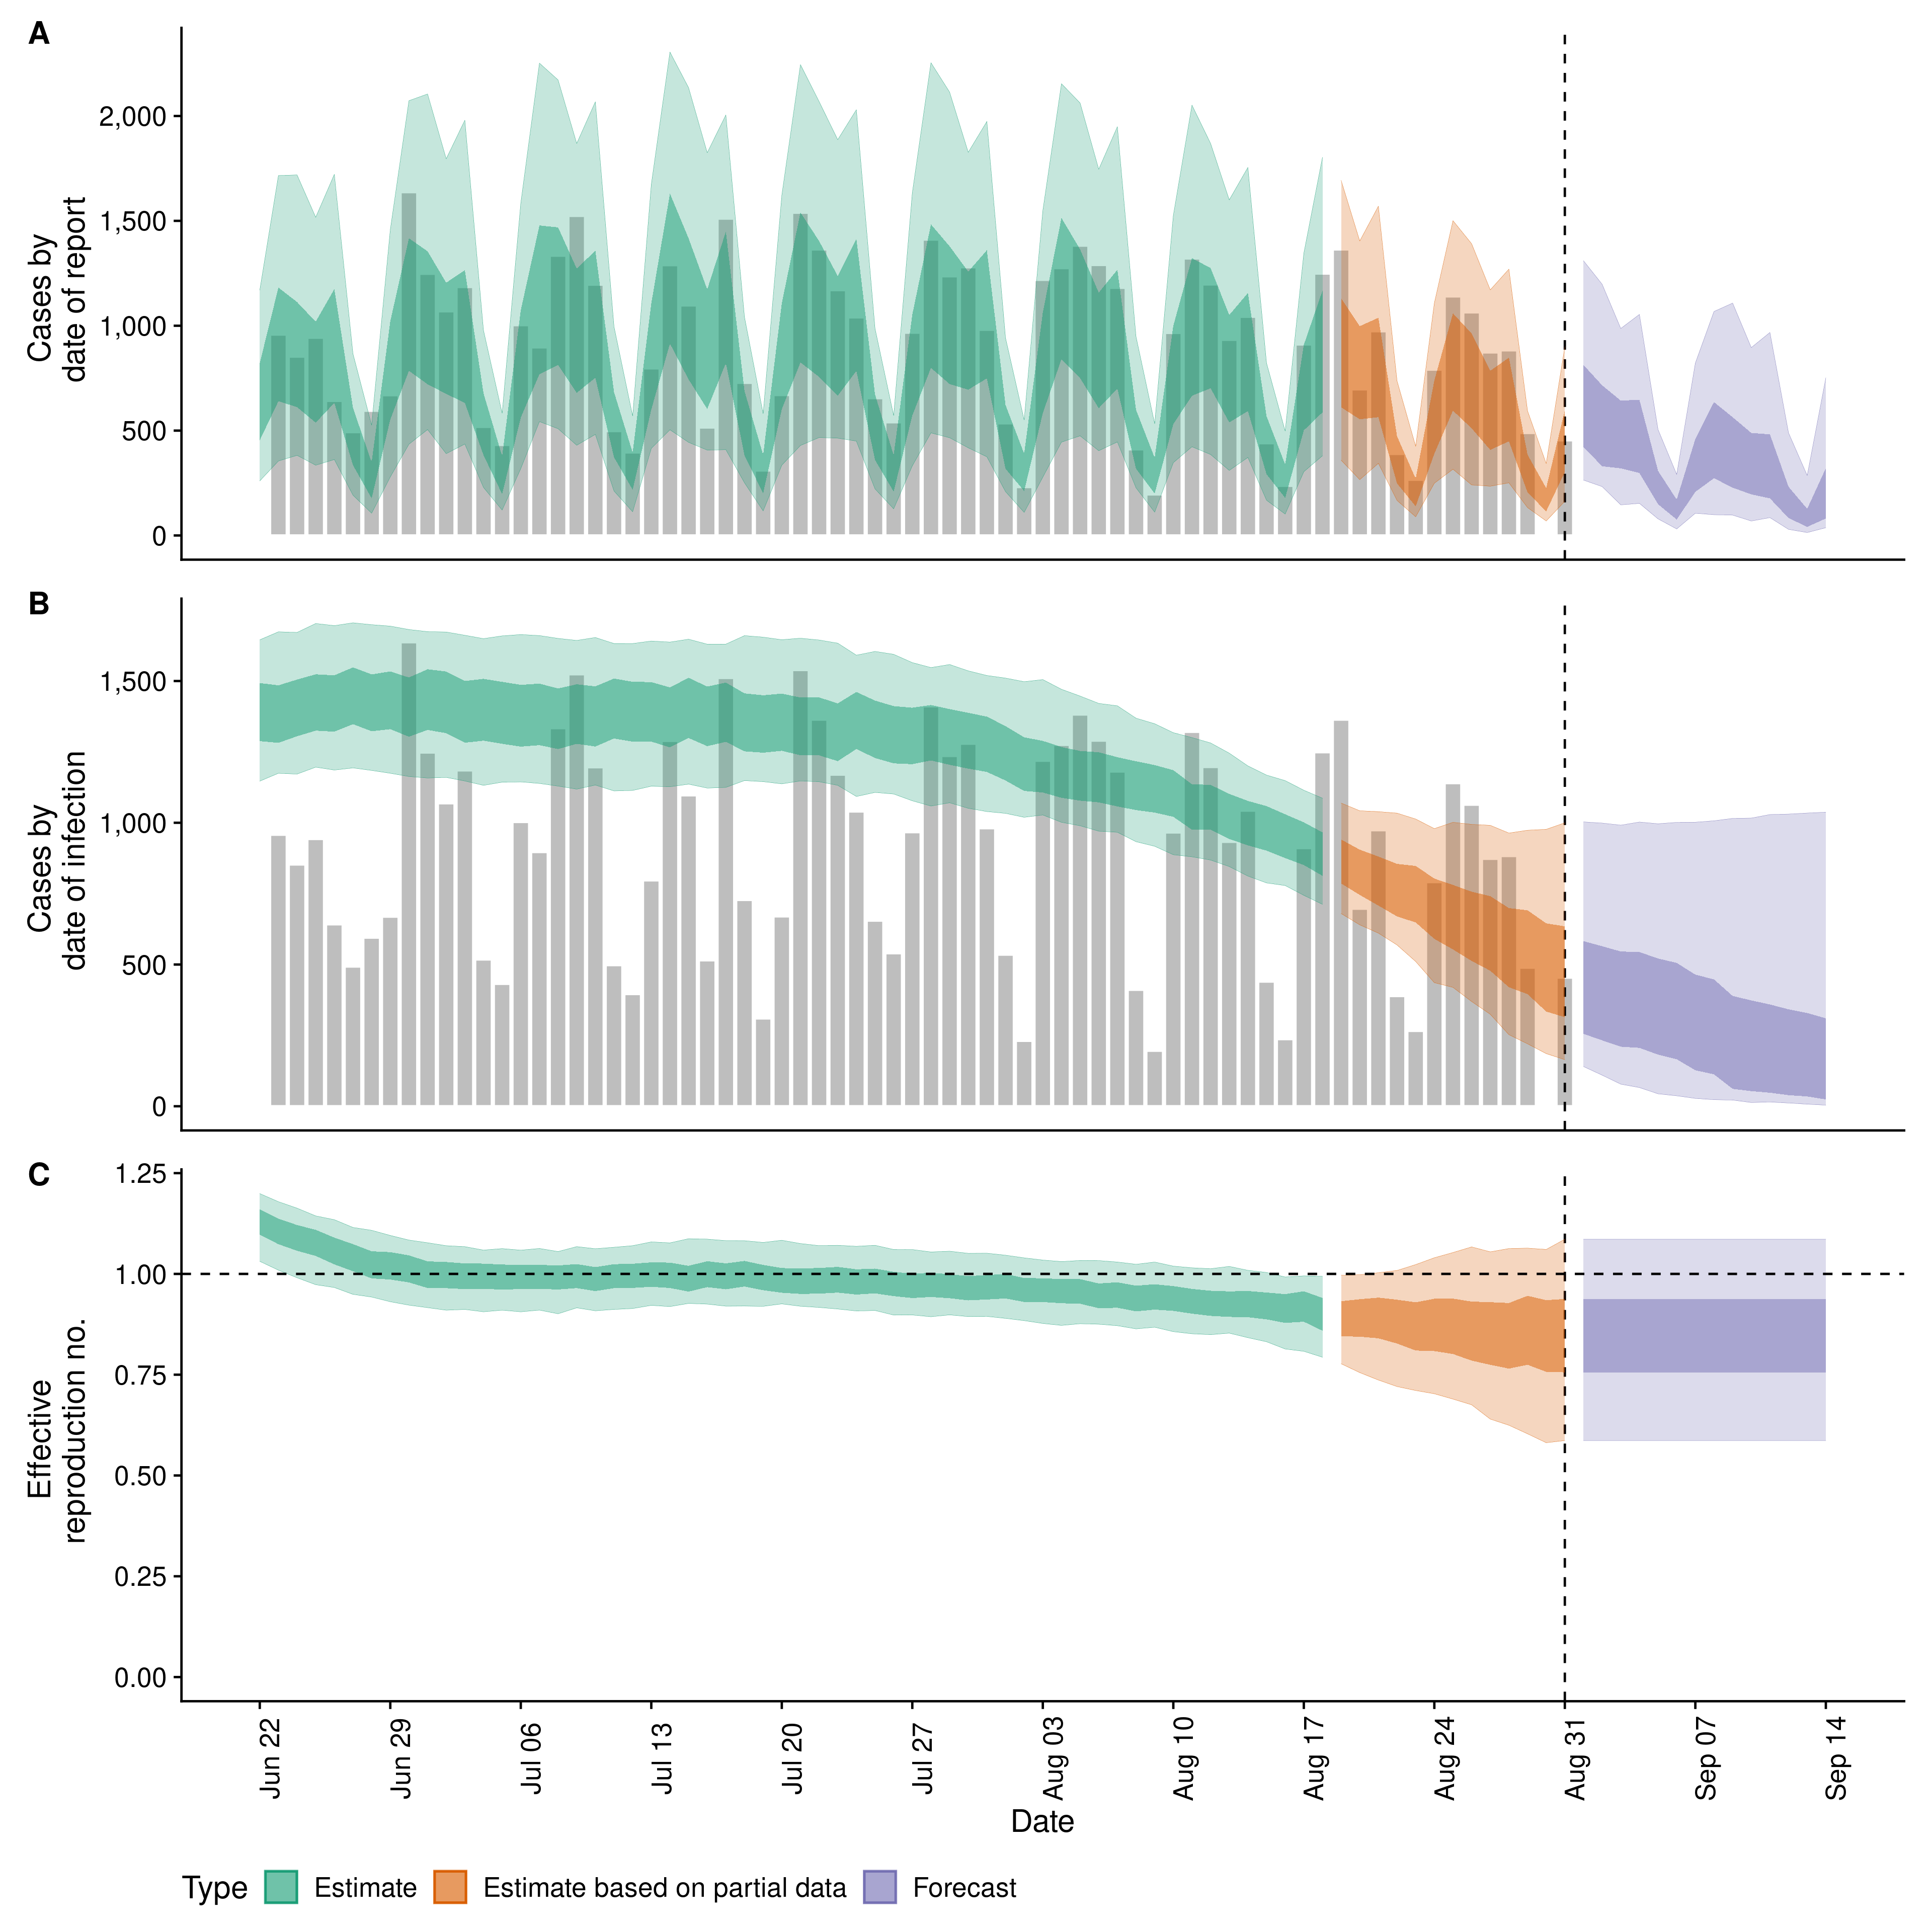 A
Cases by
date of report
2,000
1,500
1,000
500
0
B
Cases by
date of infection
1,500
1,000
500
0
C
Effective
reproduction no.
1.25
1.00
0.75
0.50
0.25
0.00
Jun 22
Jun 29
Jul 06
Jul 13
Jul 20
Jul 27
Aug 03
Aug 10
Aug 17
Aug 24
Aug 31
Sep 07
Sep 14
Date
Type Estimate Estimate based on partial data Forecast